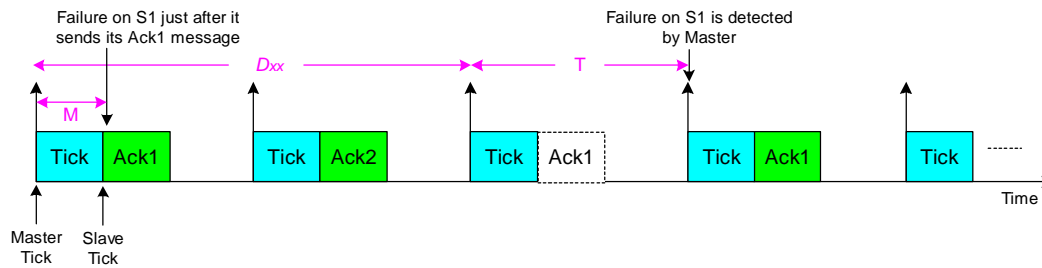 Failure on S1 just after it
sends its Ack1 message
Failure on S1 is detected
by Master
Dxx
T
M
Tick
Ack1
Tick
Ack2
Tick
Ack1
Tick
Ack1
Tick
Time
Master
Tick
Slave
Tick